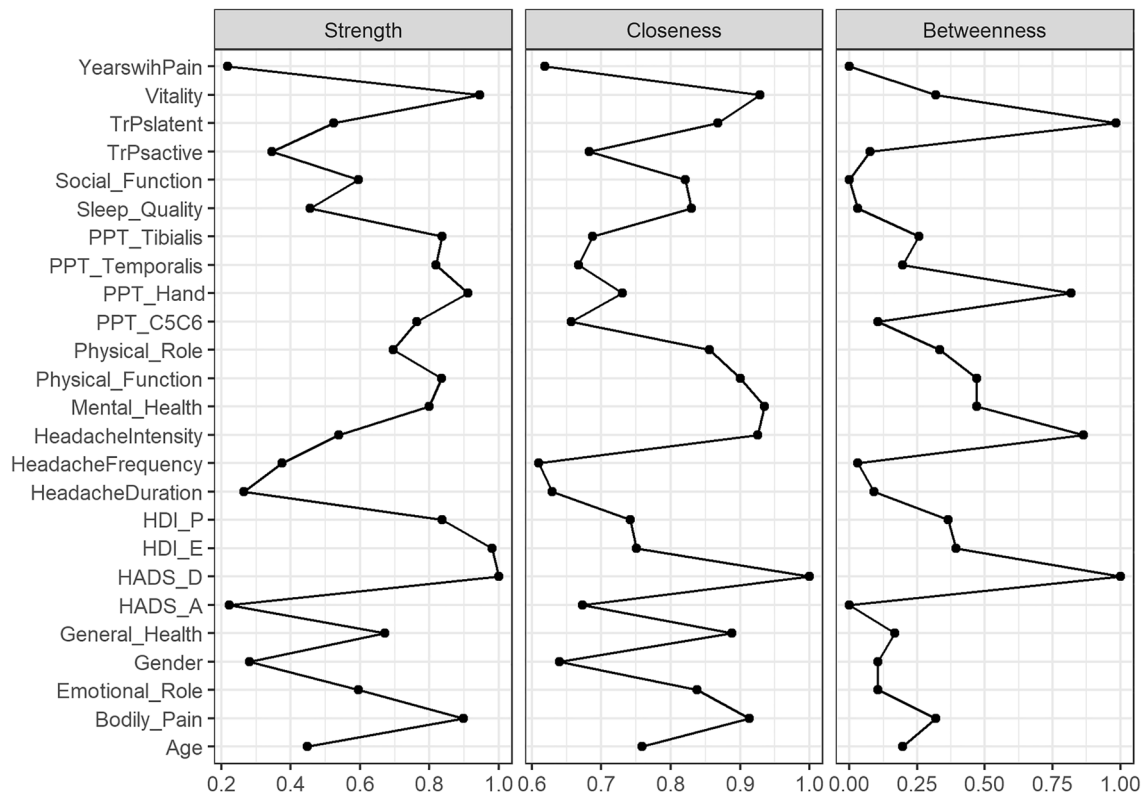 Strength Closeness Betweenness
YearswihPain
Vitality
TrPslatent
TrPsactive
Social_Function
Sleep_Quality
PPT_Tibialis
PPT_Temporalis
PPT_Hand
PPT_C5C6
Physical_Role
Physical_Function
Mental_Health
HeadacheIntensity
HeadacheFrequency
HeadacheDuration
HDI_P
HDI_E
HADS_D
HADS_A
General_Health
Gender
Emotional_Role
Bodily_Pain
Age
0.2 0.4 0.6 0.8 1.0 0.6 0.7 0.8 0.9 1.0 0.00 0.25 0.50 0.75 1.00